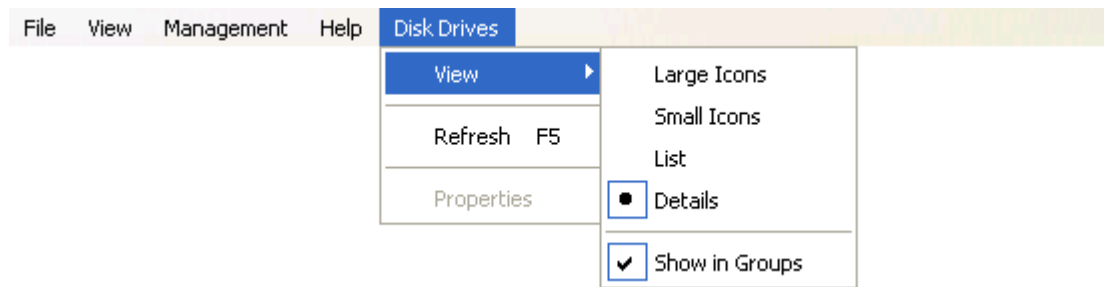 File View Management Help Disk Drives
View
Refresh F5
Properties
Large Icons
Small Icons
List
Details
Show in Groups